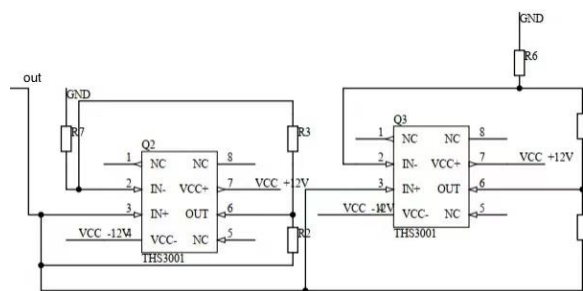 GND
R6
out
GND
R7
Q2
R3
1 NC NC 8
2 IN- VCC+ 7 VCC +12V
3 IN+ OUT 6
VCC -12V 4 VCC- NC 5
R2
THS3001
Q3
1 NC NC 8
2 IN- VCC+ 7 VCC +12V
3 IN+ OUT 6
VCC -12V 4 VCC- NC 5
THS3001